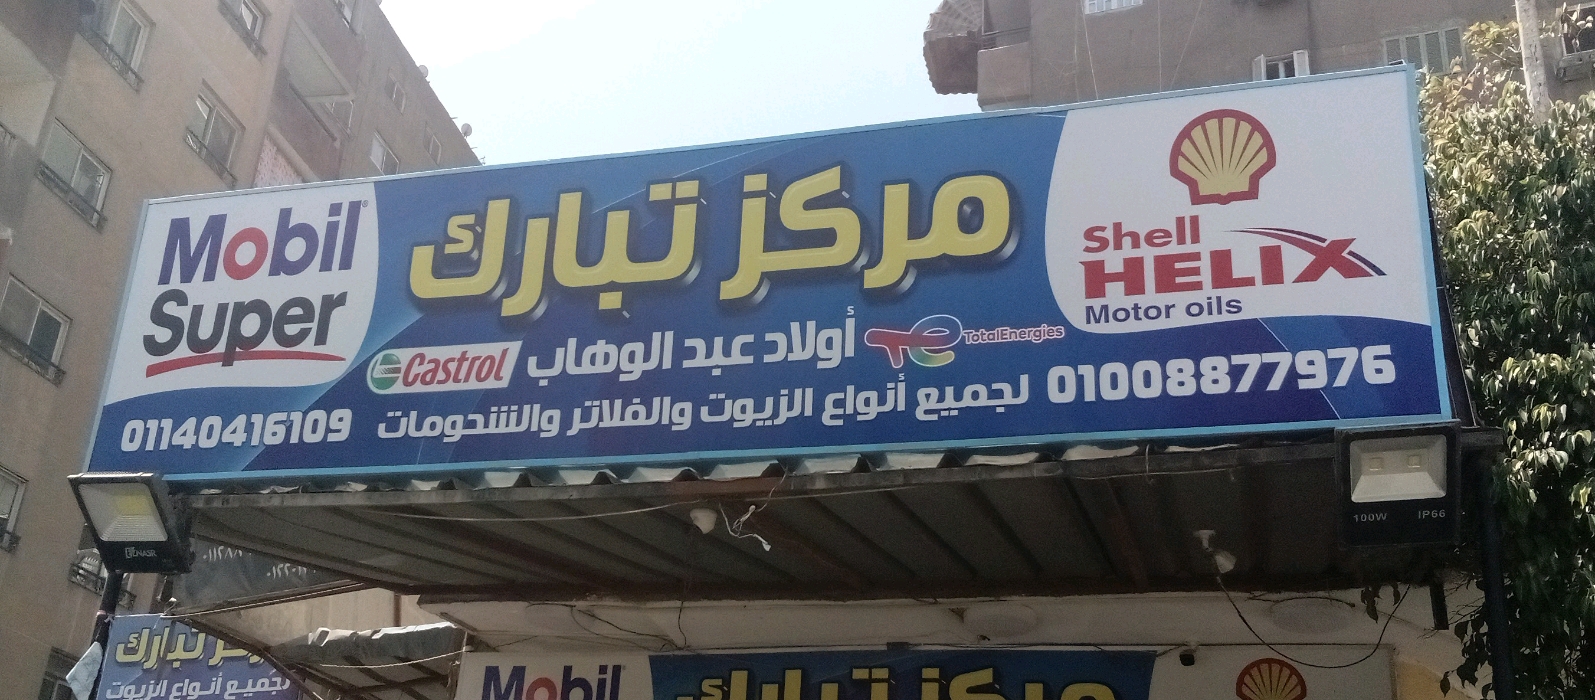 Mobil
Super
مركز تبارك
Shell
HELIX
Motor oils
Castrol
أولاد عبد الوهاب
TotalEnergies
01140416109
لجميع أنواع الزيوت والفلاتر والشحومات
01008877976
100W IP66
تبارك
لجميع أنواع الزيوت
Mobil
مركز تبارك